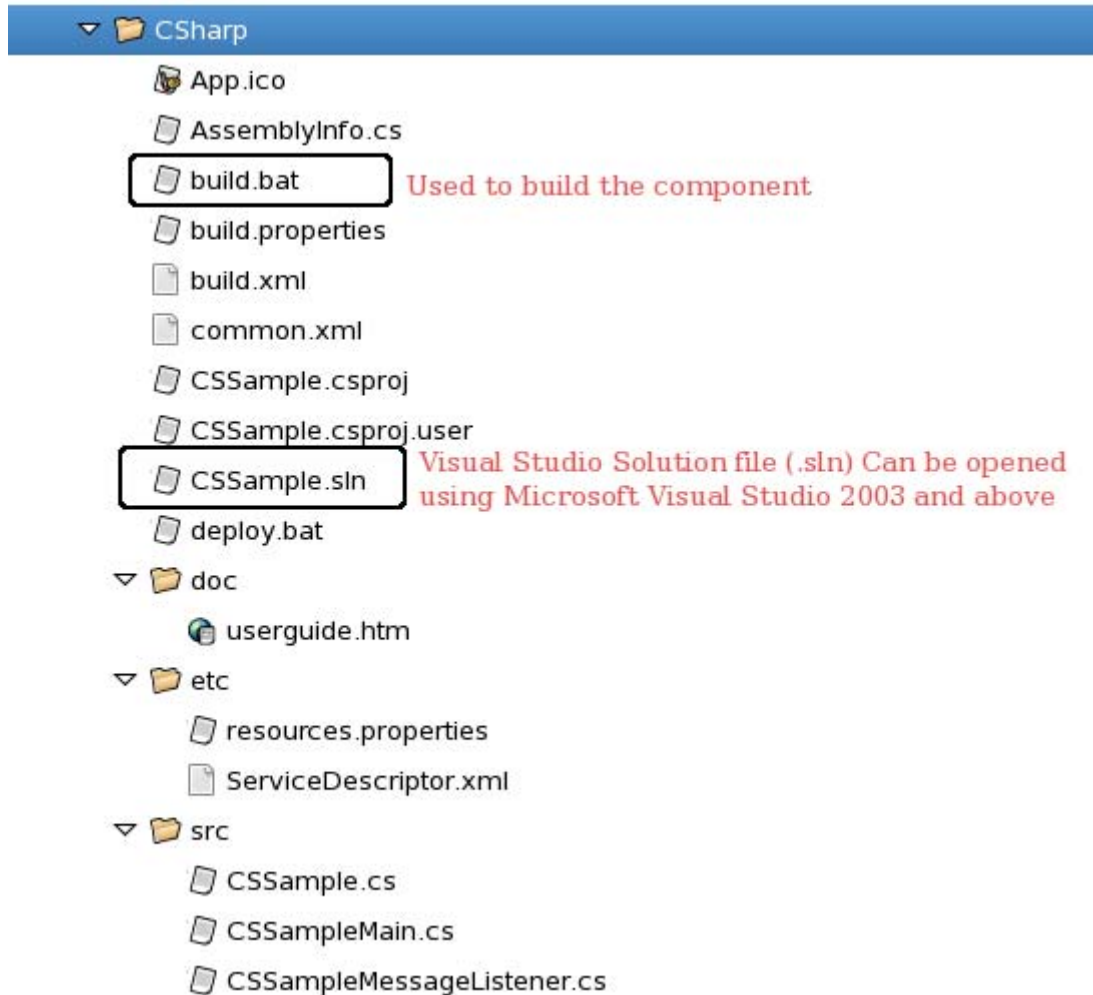 CSharp
App.ico
AssemblyInfo.cs
build.bat
Used to build the component
build.properties
build.xml
common.xml
CSSample.csproj
CSSample.csproj.user
CSSample.sln
Visual Studio Solution file (.sln) Can be opened
using Microsoft Visual Studio 2003 and above
deploy.bat
doc
userguide.htm
etc
resources.properties
ServiceDescriptor.xml
src
CSSample.cs
CSSampleMain.cs
CSSampleMessageListener.cs